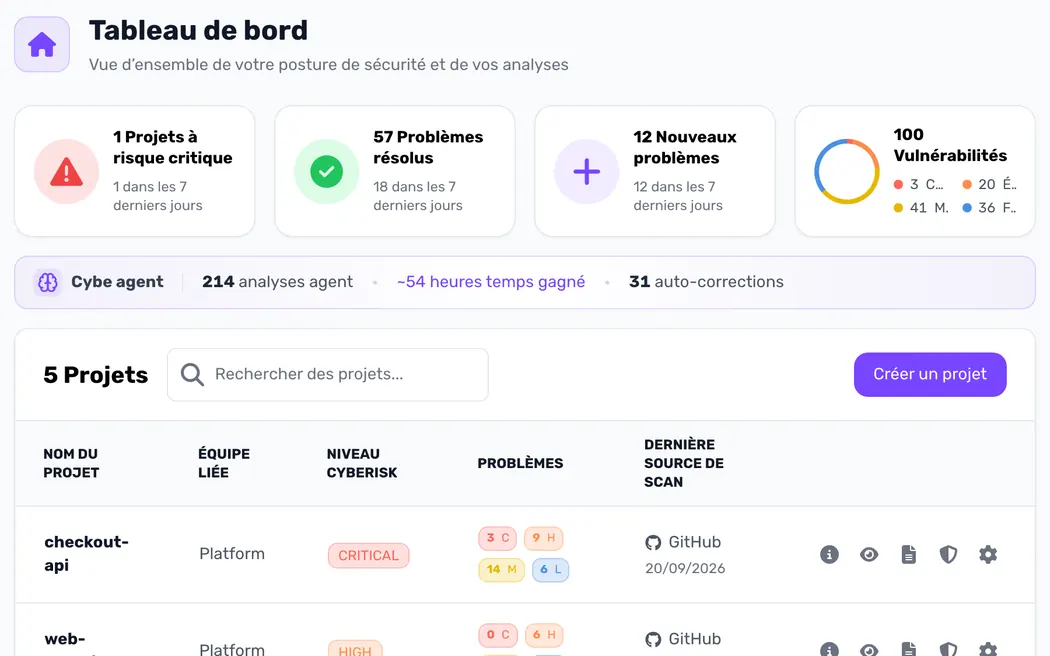 Tableau de bord
Vue d’ensemble de votre posture de sécurité et de vos analyses
1 Projets à
risque critique
1 dans les 7
derniers jours
57 Problèmes
résolus
18 dans les 7
derniers jours
12 Nouveaux
problèmes
12 dans les 7
derniers jours
100
Vulnérabilités
3 C… 20 É..
41 M. 36 F..
Cybe agent 214 analyses agent • ~54 heures temps gagné • 31 auto-corrections
5 Projets Rechercher des projets... Créer un projet
NOM DU
PROJET
ÉQUIPE
LIÉE
NIVEAU
CYBERISK
PROBLÈMES
DERNIÈRE
SOURCE DE
SCAN
checkout-
api
Platform
CRITICAL
3 C 9 H
14 M 6 L
GitHub
20/09/2026
web-
Platform
HIGH
0 C 6 H
GitHub